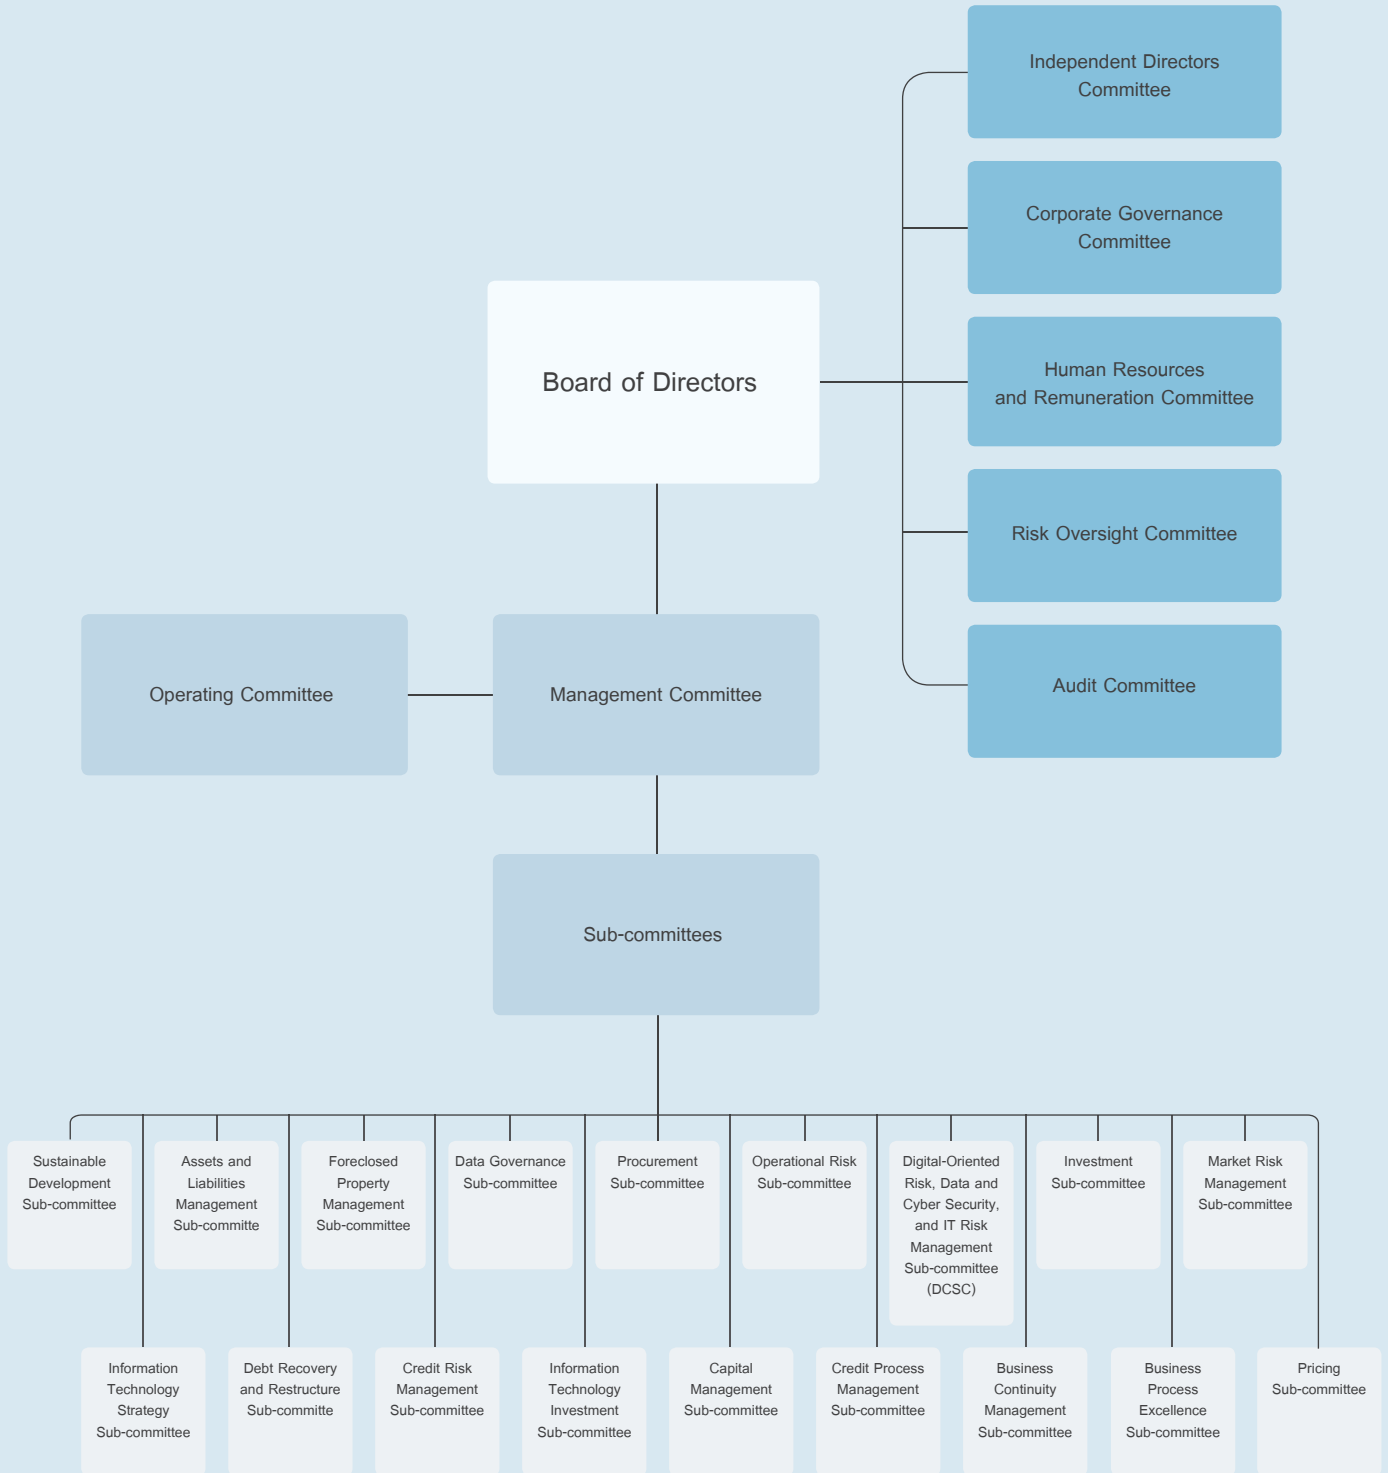 Independent Directors
Committee
Corporate Governance
Committee
Board of Directors
Human Resources
and Remuneration Committee
Risk Oversight Committee
Operating Committee
Management Committee
Audit Committee
Sub-committees
Sustainable
Development
Sub-committee
Assets and
Liabilities
Management
Sub-committe
Foreclosed
Property
Management
Sub-committee
Data Governance
Sub-committee
Procurement
Sub-committee
Operational Risk
Sub-committee
Digital-Oriented
Risk, Data and
Cyber Security,
and IT Risk
Management
Sub-committee
(DCSC)
Investment
Sub-committee
Market Risk
Management
Sub-committee
Information
Technology
Strategy
Sub-committee
Debt Recovery
and Restructure
Sub-committe
Credit Risk
Management
Sub-committee
Information
Technology
Investment
Sub-committee
Capital
Management
Sub-committee
Credit Process
Management
Sub-committee
Business
Continuity
Management
Sub-committee
Business
Process
Excellence
Sub-committee
Pricing
Sub-committee